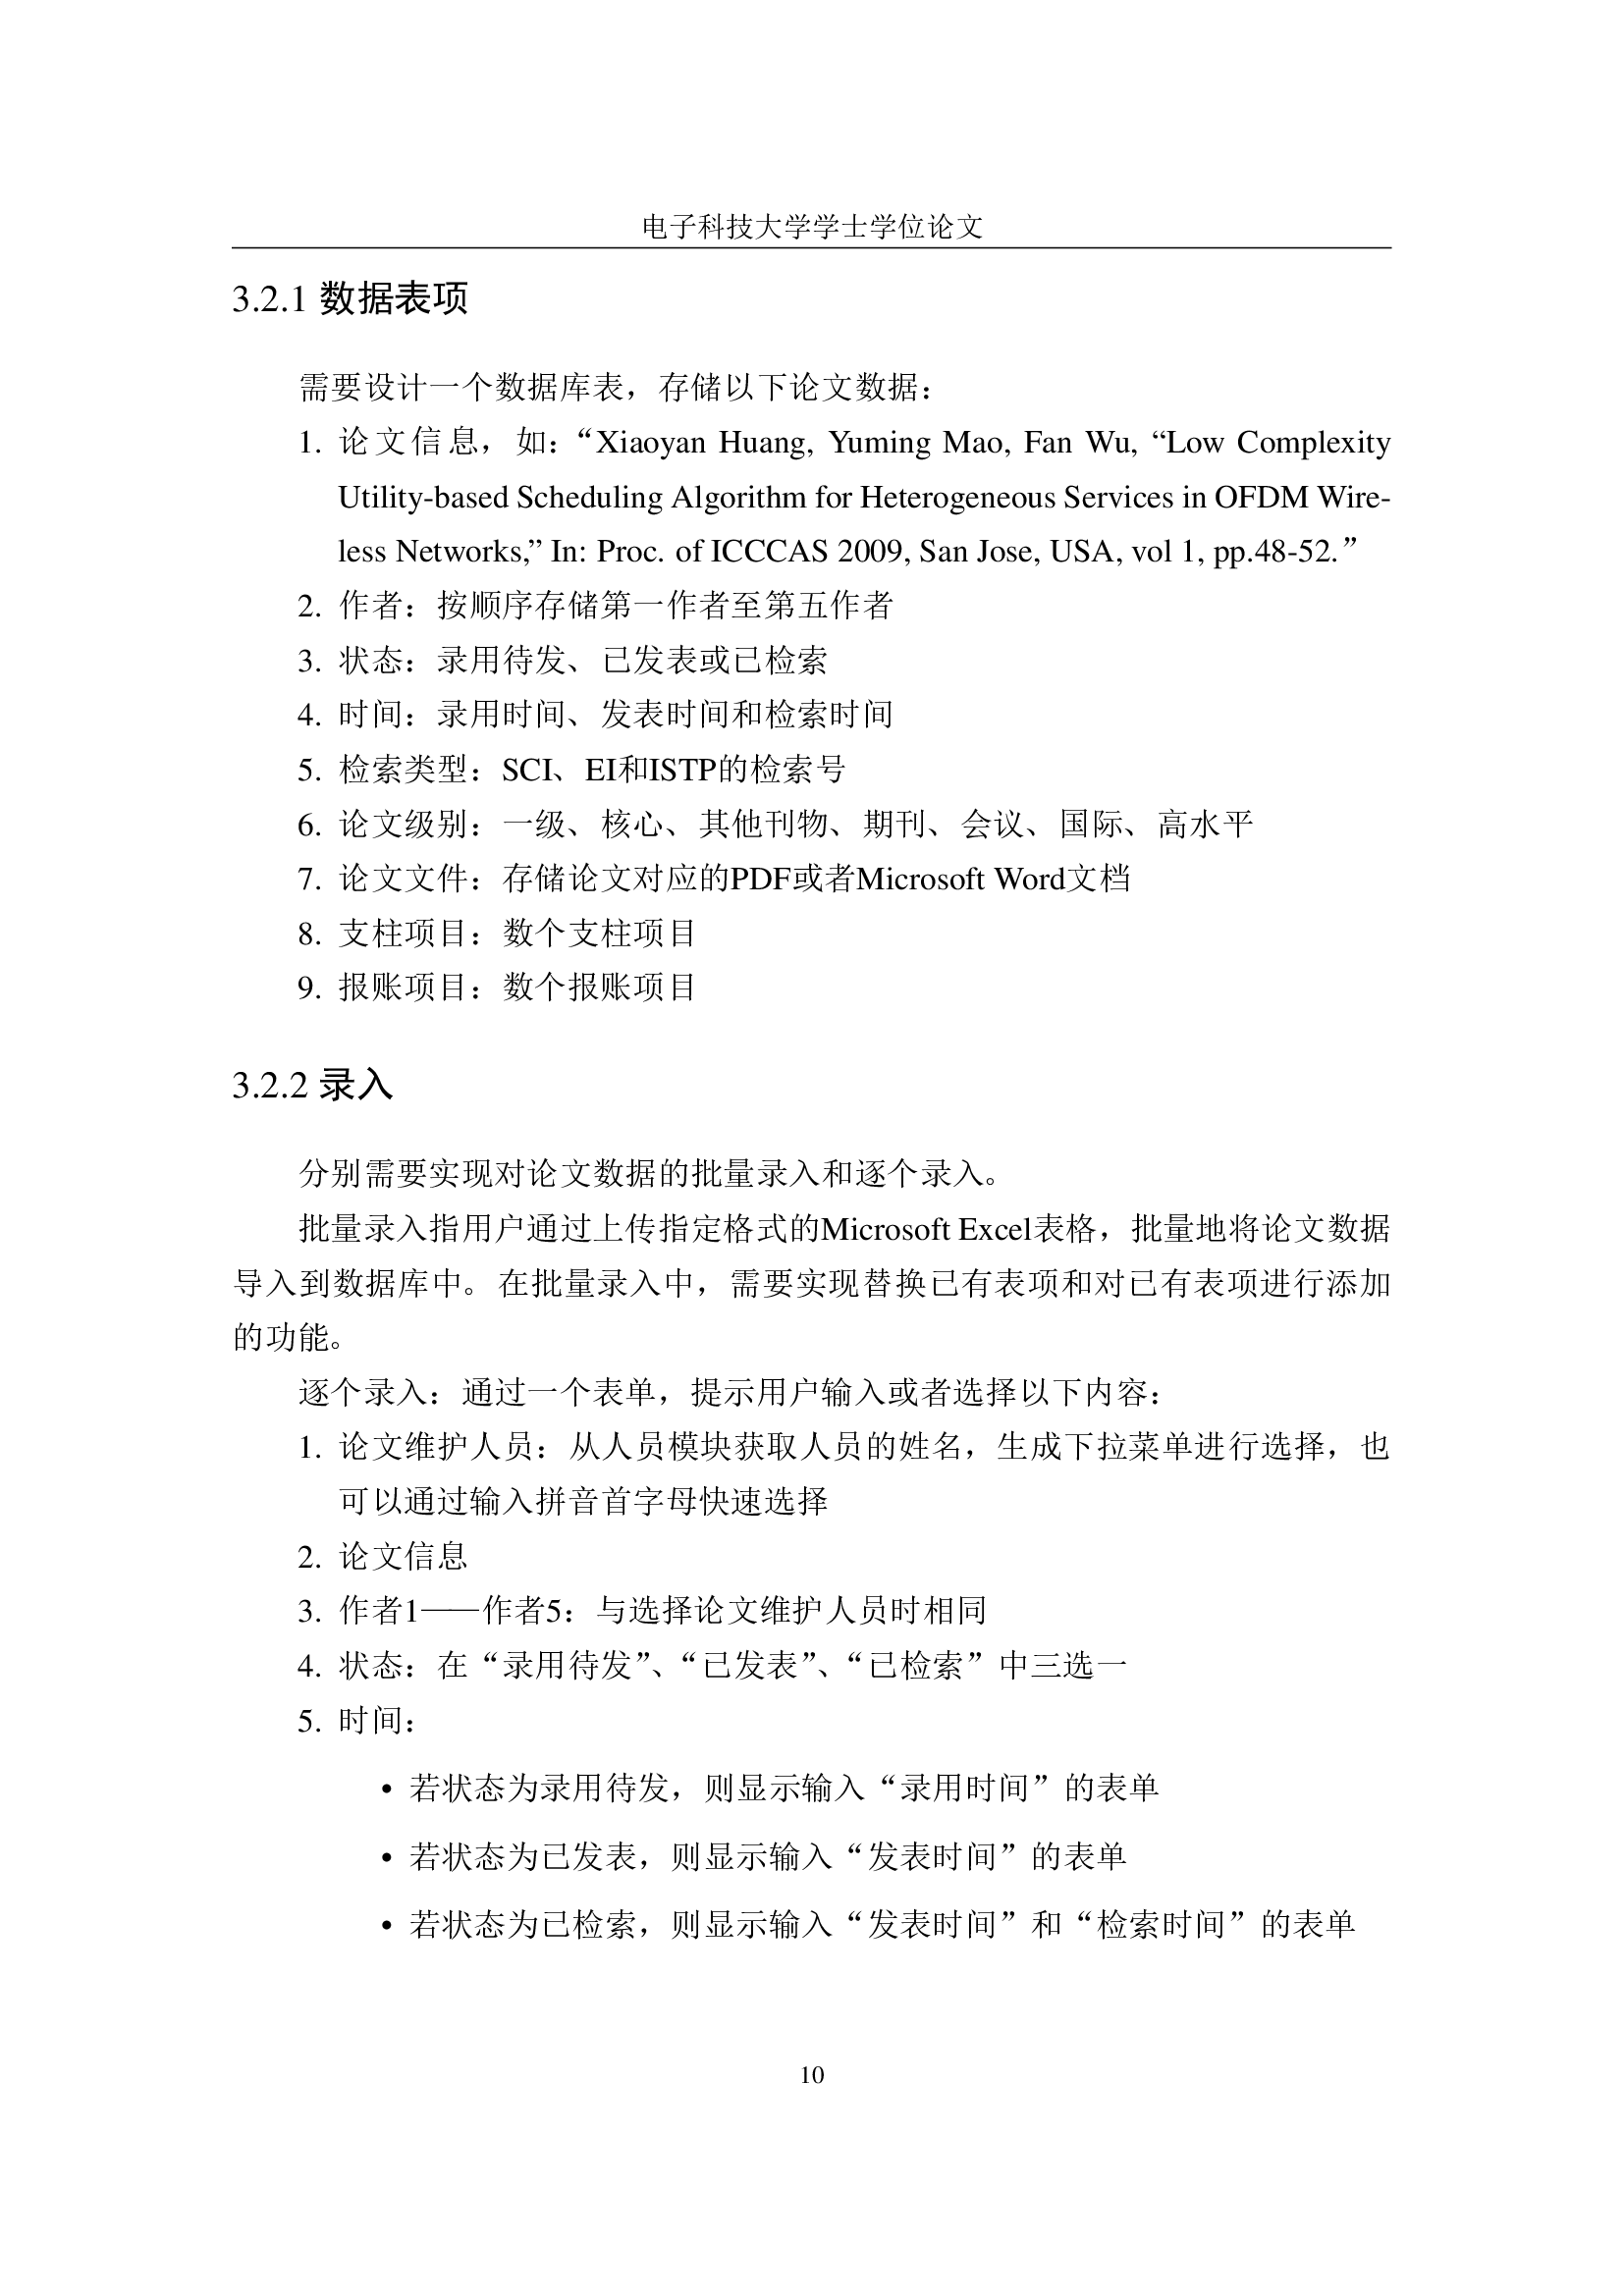 电子科技大学学士学位论文
3.2.1 数据表项
需要设计一个数据库表，存储以下论文数据：
1. 论文信息，如：“Xiaoyan Huang, Yuming Mao, Fan Wu, “Low Complexity
Utility-based Scheduling Algorithm for Heterogeneous Services in OFDM Wire-
less Networks,” In: Proc. of ICCCAS 2009, San Jose, USA, vol 1, pp.48-52.”
2. 作者：按顺序存储第一作者至第五作者
3. 状态：录用待发、已发表或已检索
4. 时间：录用时间、发表时间和检索时间
5. 检索类型：SCI、EI和ISTP的检索号
6. 论文级别：一级、核心、其他刊物、期刊、会议、国际、高水平
7. 论文文件：存储论文对应的PDF或者Microsoft Word文档
8. 支柱项目：数个支柱项目
9. 报账项目：数个报账项目
3.2.2 录入
分别需要实现对论文数据的批量录入和逐个录入。
批量录入指用户通过上传指定格式的Microsoft Excel表格，批量地将论文数据
导入到数据库中。在批量录入中，需要实现替换已有表项和对已有表项进行添加
的功能。
逐个录入：通过一个表单，提示用户输入或者选择以下内容：
1. 论文维护人员：从人员模块获取人员的姓名，生成下拉菜单进行选择，也
可以通过输入拼音首字母快速选择
2. 论文信息
3. 作者1——作者5：与选择论文维护人员时相同
4. 状态：在“录用待发”、“已发表”、“已检索”中三选一
5. 时间：
• 若状态为录用待发，则显示输入“录用时间”的表单
• 若状态为已发表，则显示输入“发表时间”的表单
• 若状态为已检索，则显示输入“发表时间”和“检索时间”的表单
10